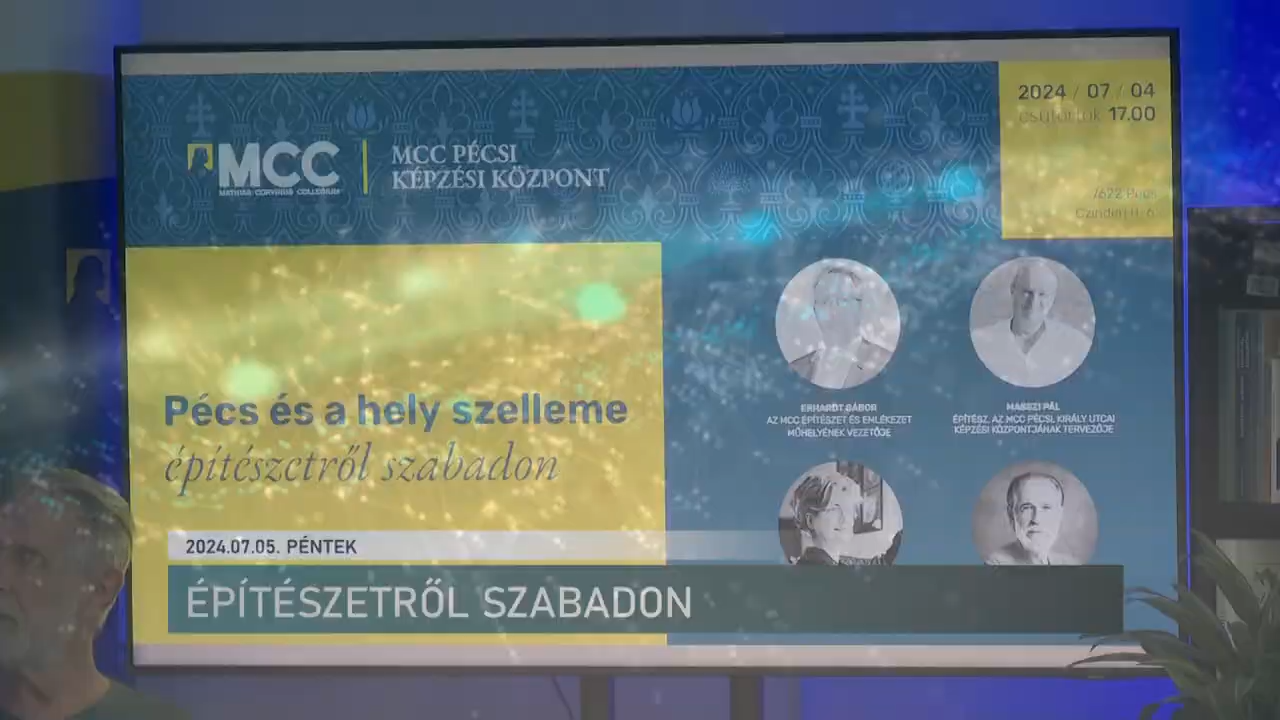 2024 / 07 / 04
csütörtök 17.00
7622 Pécs
MCC
MATHIAS CORVINUS COLLEGIUM
MCC PÉCSI
KÉPZÉSI KÖZPONT
Pécs és a hely szelleme
építészetről szabadon
ERHARDT GÁBOR
AZ MCC ÉPÍTÉSZET ÉS EMLÉKEZET
MŰHELYÉNEK VEZETŐJE
PÁL
ÉPÍTÉSZ, AZ MCC PÉCSI, KIRÁLY UTCAI
KÉPZÉSI KÖZPONTJÁNAK TERVEZŐJE
2024.07.05. PÉNTEK
ÉPÍTÉSZETRŐL SZABADON